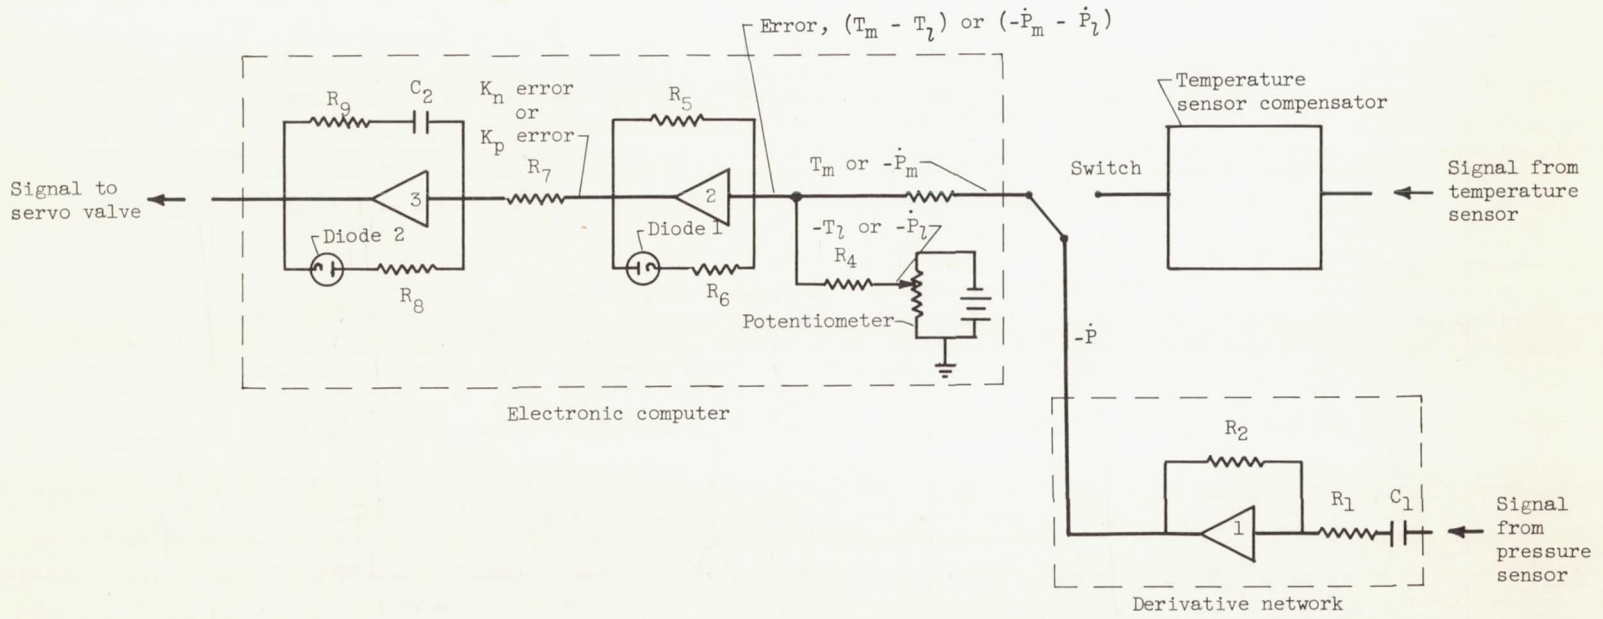 Error, (Tm - Tl) or (-Ṗm - Ṗl)
Temperature
sensor compensator
Kn error
or
Kp error
R9
C2
R5
R7
Tm or -Ṗm
Switch
Signal from
temperature
sensor
Signal to
servo valve
3
2
Diode 2
Diode 1
-Tl or -Ṗl
R4
R8
R6
Potentiometer
-Ṗ
Electronic computer
R2
R1
C1
1
Signal
from
pressure
sensor
Derivative network